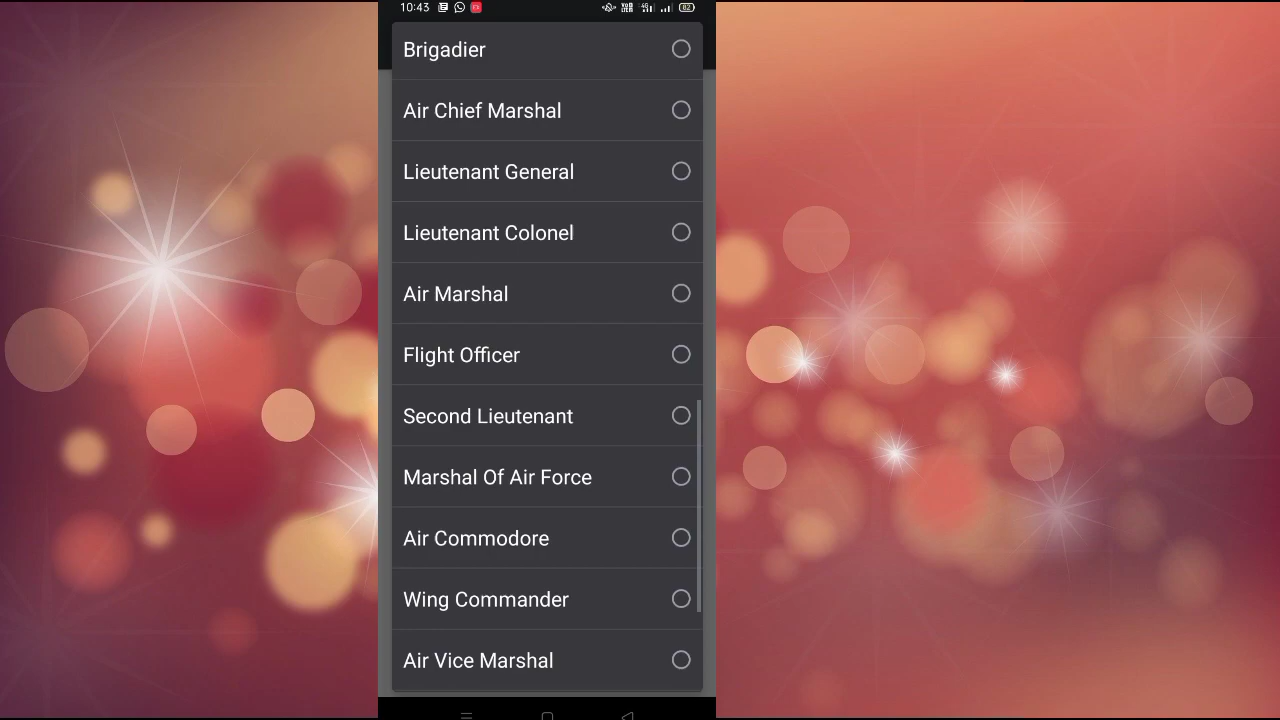 10:43
82
Brigadier
Air Chief Marshal
Lieutenant General
Lieutenant Colonel
Air Marshal
Flight Officer
Second Lieutenant
Marshal Of Air Force
Air Commodore
Wing Commander
Air Vice Marshal